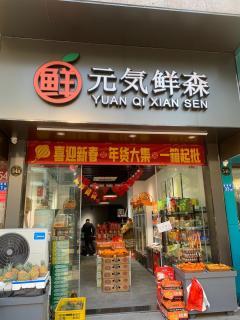 鲜 元気鲜森
YUAN QI XIAN SEN
喜迎新春 年货大集 一箱起批